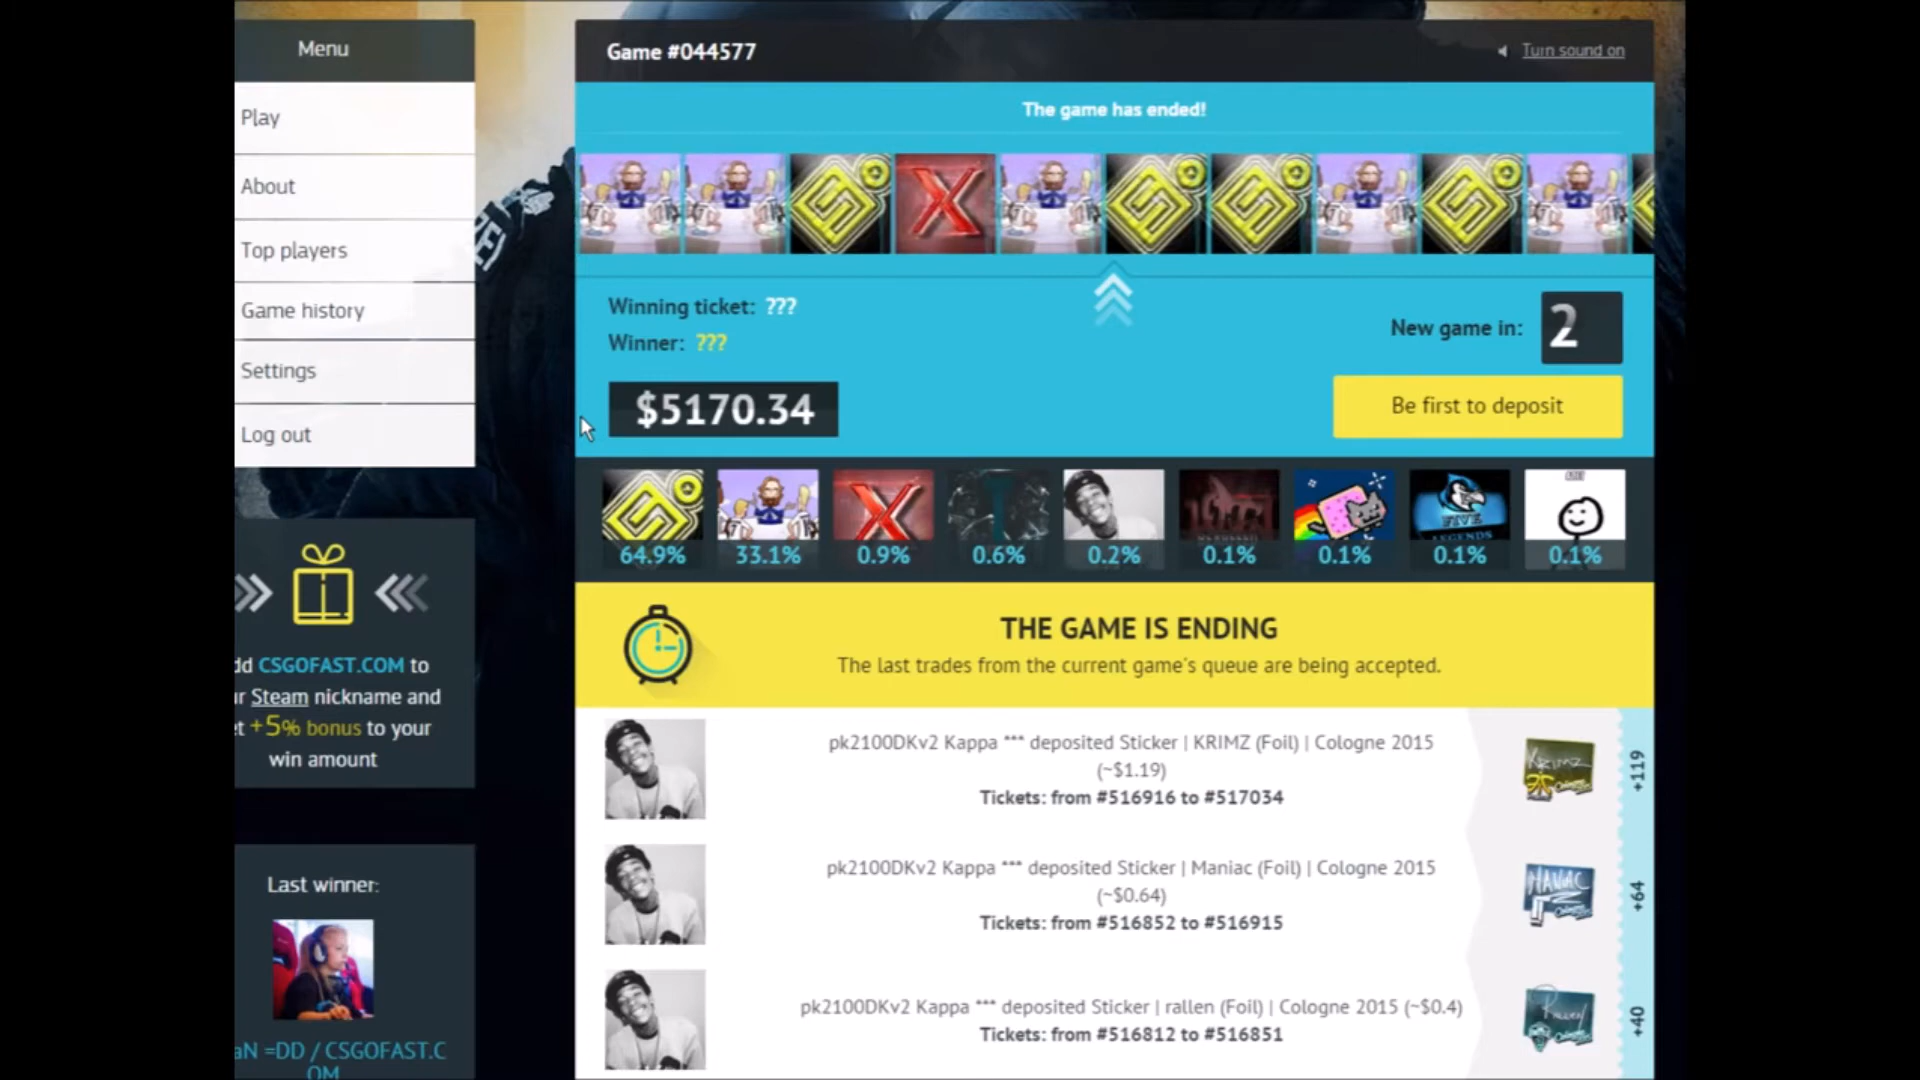 Menu
Play
About
Top players
Game history
Settings
Log out
dd CSGOFAST.COM to
ur Steam nickname and
et +5% bonus to your
win amount
Last winner:
aN =DD / CSGOFAST.C
OM
Game #044577
Turn sound on
The game has ended!
Winning ticket: ???
Winner: ???
$5170.34
New game in: 2
Be first to deposit
64.9% 33.1% 0.9% 0.6% 0.2% 0.1% 0.1% 0.1% 0.1%
FIVE
LEGENDS
THE GAME IS ENDING
The last trades from the current game's queue are being accepted.
pk2100DKv2 Kappa *** deposited Sticker | KRIMZ (Foil) | Cologne 2015
(~$1.19)
Tickets: from #516916 to #517034
+119
pk2100DKv2 Kappa *** deposited Sticker | Maniac (Foil) | Cologne 2015
(~$0.64)
Tickets: from #516852 to #516915
+64
pk2100DKv2 Kappa *** deposited Sticker | rallen (Foil) | Cologne 2015 (~$0.4)
Tickets: from #516812 to #516851
+40